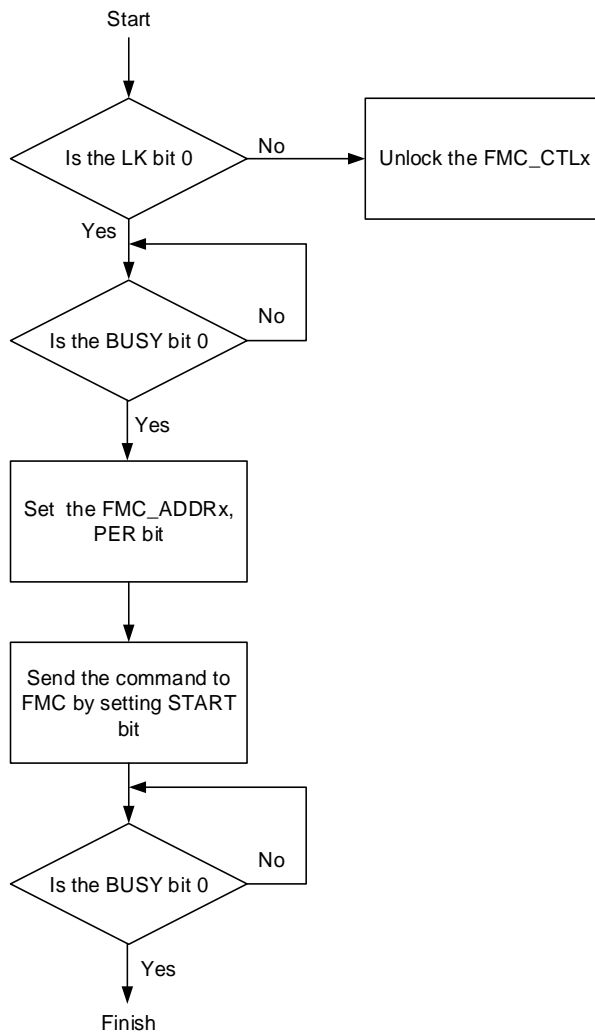 Start
Is the LK bit 0
No
Unlock the FMC_CTLx
Yes
Is the BUSY bit 0
No
Yes
Set the FMC_ADDRx,
PER bit
Send the command to
FMC by setting START
bit
Is the BUSY bit 0
No
Yes
Finish